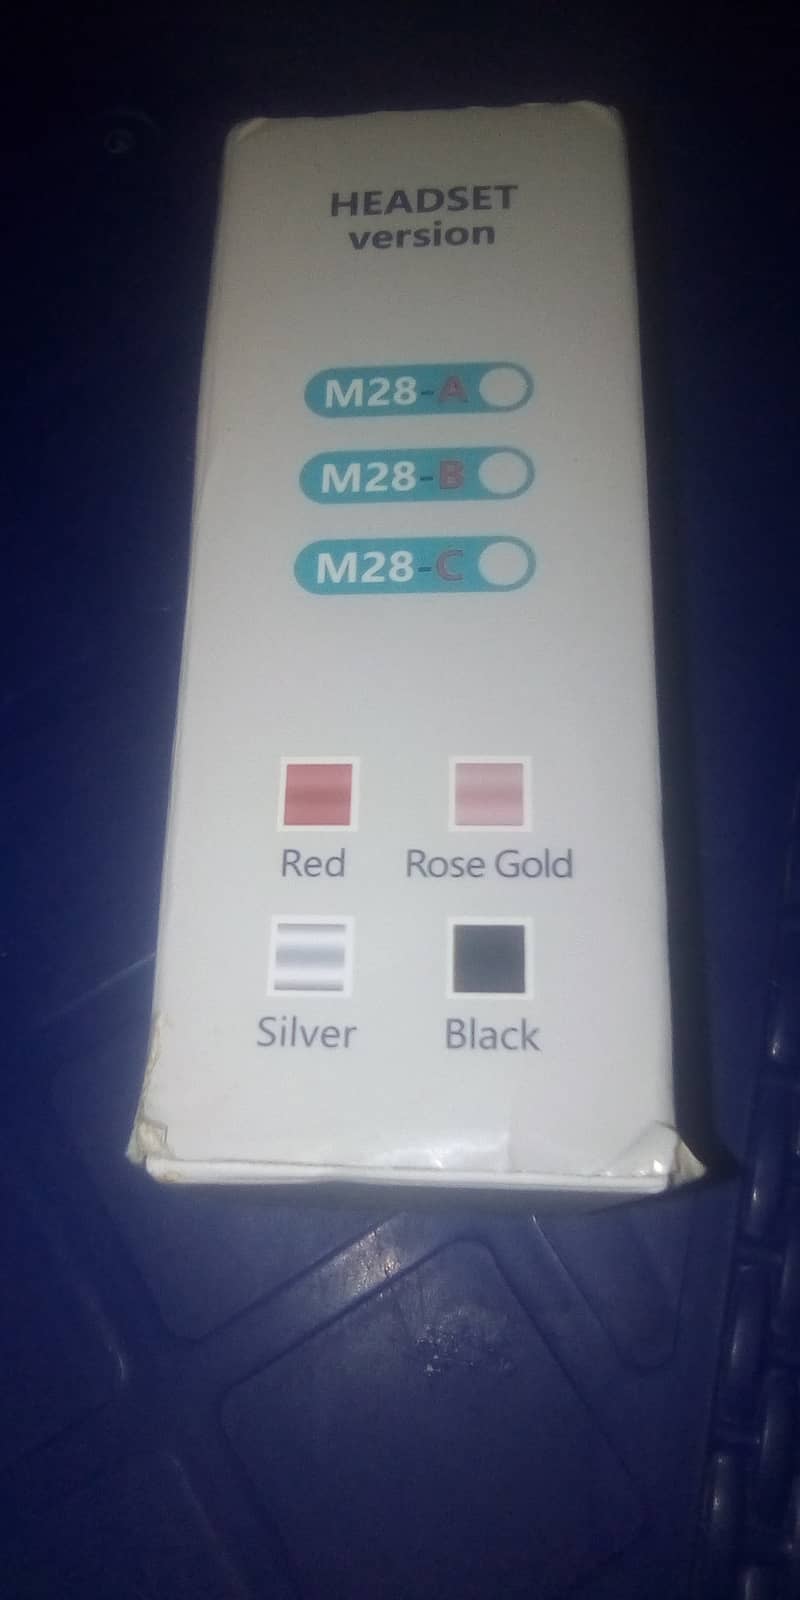 HEADSET
version
M28-A
M28-B
M28-C
Red Rose Gold
Silver Black